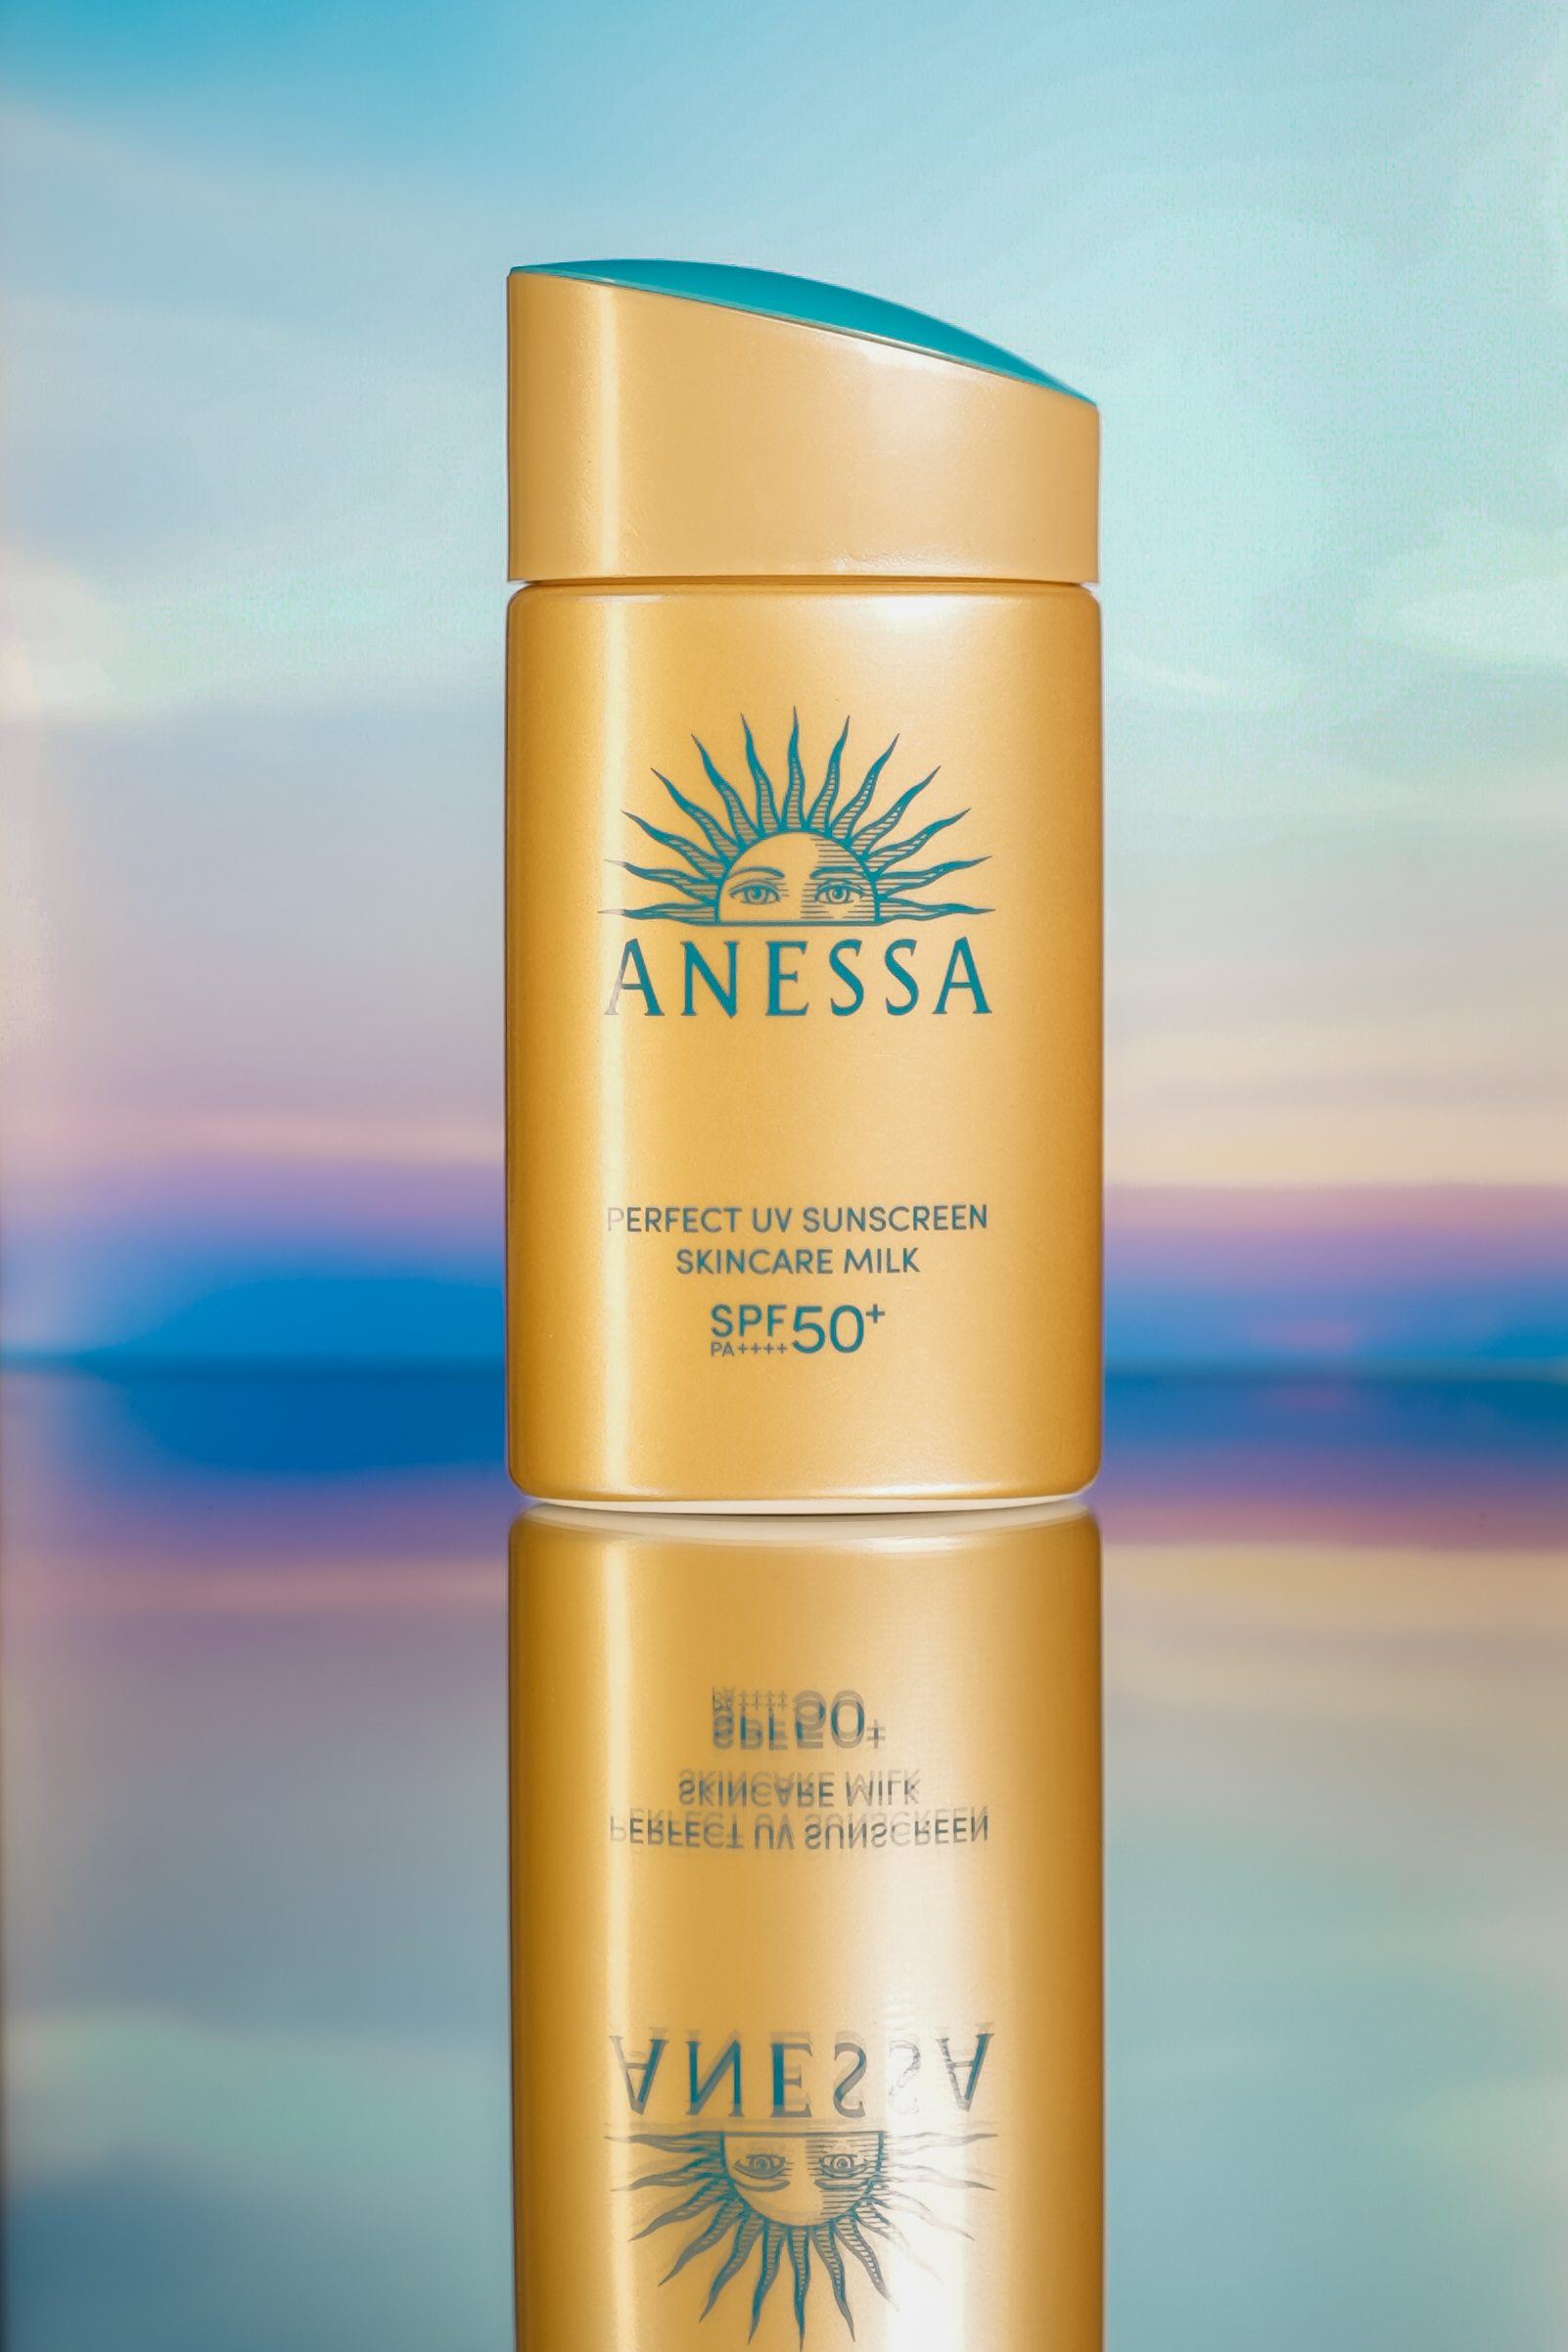 ANESSA
PERFECT UV SUNSCREEN
SKINCARE MILK
SPF50+
PA++++